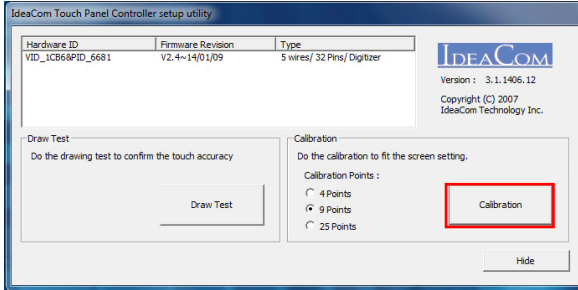 IdeaCom Touch Panel Controller setup utility
Hardware ID Firmware Revision Type
VID_1CB6&PID_6681 V2.4~14/01/09 5 wires/ 32 Pins/ Digitizer
IDEACOM
Version : 3.1.1406.12
Copyright (C) 2007
IdeaCom Technology Inc.
Draw Test
Do the drawing test to confirm the touch accuracy
Draw Test
Calibration
Do the calibration to fit the screen setting.
Calibration Points :
4 Points
9 Points
25 Points
Calibration
Hide